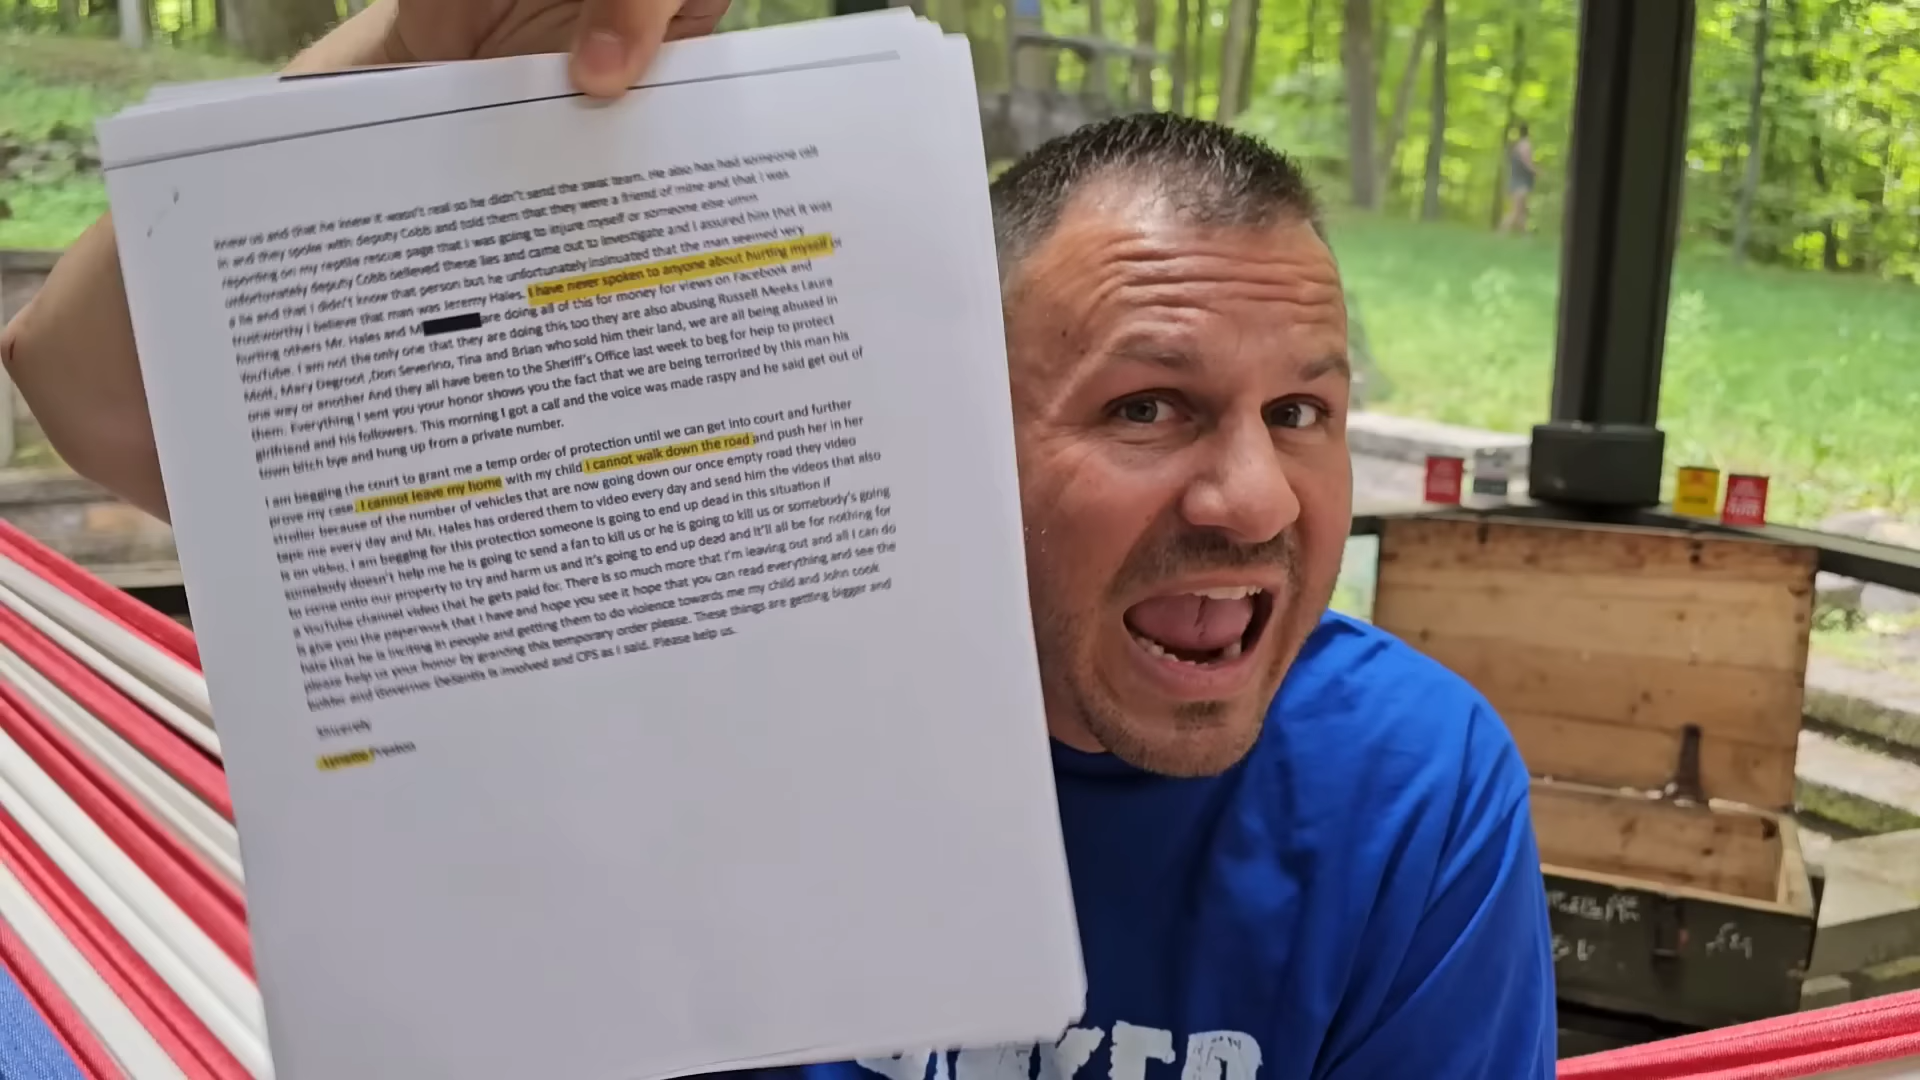 knew us and that he knew it wasn't real so he didn't send the swat team. He also has had someone call
in and they spoke with deputy Cobb and told them that they were a friend of mine and that I was
reporting on my reptile rescue page that I was going to injure myself or someone else
unfortunately deputy Cobb believed these lies and came out to investigate and I assured him that it was
a lie and that I didn't know that person but he unfortunately insinuated that the man seemed very
trustworthy I believe that man was Jeremy Hales. I have never spoken to anyone about hurting myself or
hurting others Mr. Hales and M are doing all of this for money for views on Facebook and
YouTube. I am not the only one that they are doing this too they are also abusing Russell Meeks Laura
Mott, Mary Degroot ,Don Severino, Tina and Brian who sold him their land, we are all being abused in
one way or another And they all have been to the Sheriff's Office last week to beg for help to protect
them. Everything I sent you your honor shows you the fact that we are being terrorized by this man his
girlfriend and his followers. This morning I got a call and the voice was made raspy and he said get out of
town bitch bye and hung up from a private number.
I am begging the court to grant me a temp order of protection until we can get into court and further
prove my case. I cannot leave my home with my child I cannot walk down the road and push her in her
stroller because of the number of vehicles that are now going down our once empty road they video
tape me every day and Mr. Hales has ordered them to video every day and send him the videos that also
is on video. I am begging for this protection someone is going to end up dead in this situation if
somebody doesn't help me he is going to send a fan to kill us or he is going to kill us or somebody's going
to come onto our property to try and harm us and it's going to end up dead and it'll all be for nothing for
a YouTube channel video that he gets paid for. There is so much more that I'm leaving out and all I can do
is give you the paperwork that I have and hope you see it hope that you can read everything and see the
hate that he is inciting in people and getting them to do violence towards me my child and John cook
please help us your honor by granting this temporary order please. These things are getting bigger and
bolder and Governor DeSantis is involved and CPS as I said. Please help us.
Sincerely
Lynette Preston